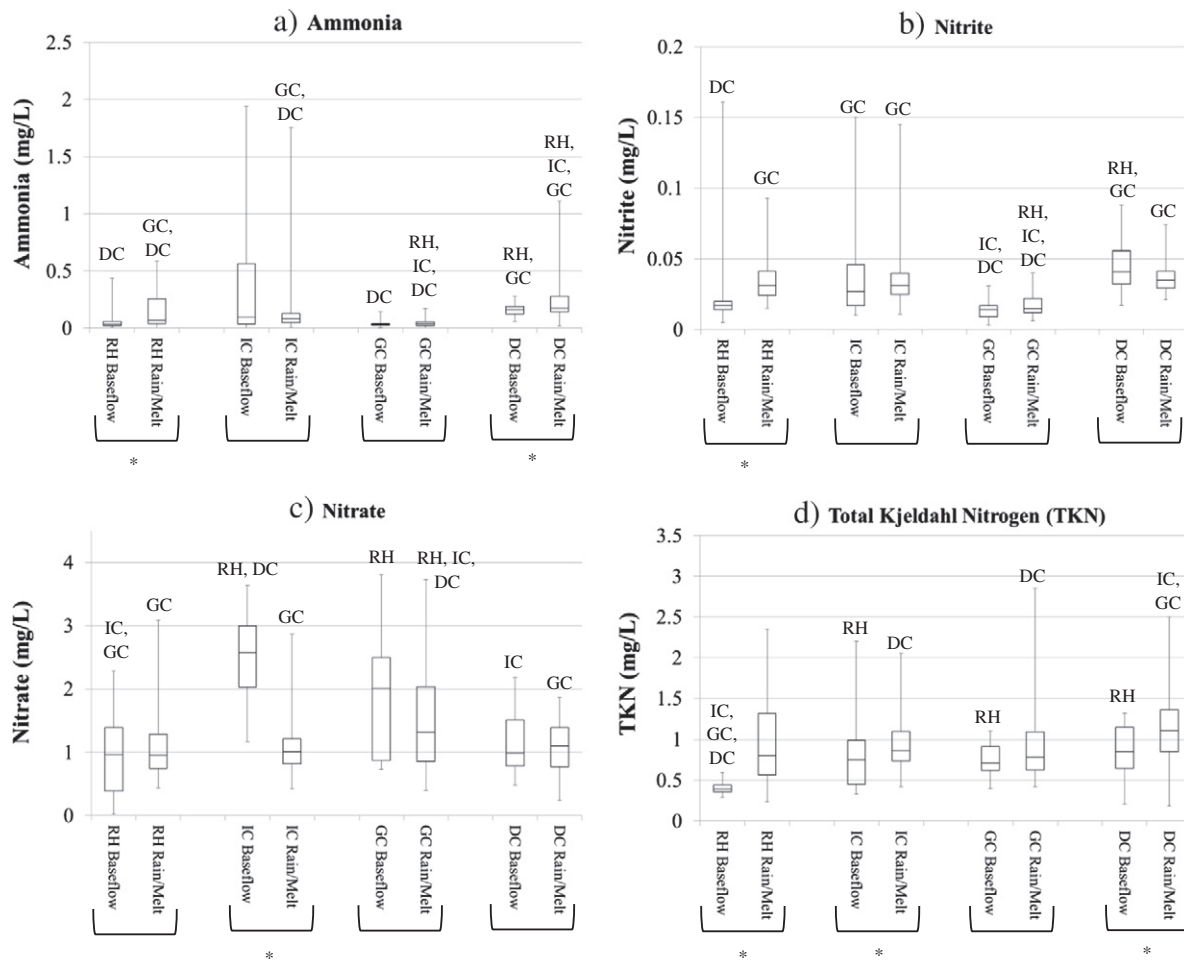 a) Ammonia
2.5
2
1.5
1
0.5
0
Ammonia (mg/L)
DC
GC,
DC
GC,
DC
DC
RH,
IC,
DC
RH,
GC
RH,
IC,
GC
RH Baseflow
RH Rain/Melt
IC Baseflow
IC Rain/Melt
GC Baseflow
GC Rain/Melt
DC Baseflow
DC Rain/Melt
*
*
b) Nitrite
0.2
0.15
0.1
0.05
0
Nitrite (mg/L)
DC
GC
GC
GC
IC,
DC
RH,
IC,
DC
RH,
GC
GC
RH Baseflow
RH Rain/Melt
IC Baseflow
IC Rain/Melt
GC Baseflow
GC Rain/Melt
DC Baseflow
DC Rain/Melt
*
c) Nitrate
4
3
2
1
0
Nitrate (mg/L)
IC,
GC
GC
RH, DC
GC
RH
RH, IC,
DC
IC
GC
RH Baseflow
RH Rain/Melt
IC Baseflow
IC Rain/Melt
GC Baseflow
GC Rain/Melt
DC Baseflow
DC Rain/Melt
*
d) Total Kjeldahl Nitrogen (TKN)
3.5
3
2.5
2
1.5
1
0.5
0
TKN (mg/L)
IC,
GC,
DC
RH
DC
RH
DC
RH
IC,
GC
RH Baseflow
RH Rain/Melt
IC Baseflow
IC Rain/Melt
GC Baseflow
GC Rain/Melt
DC Baseflow
DC Rain/Melt
*
*
*